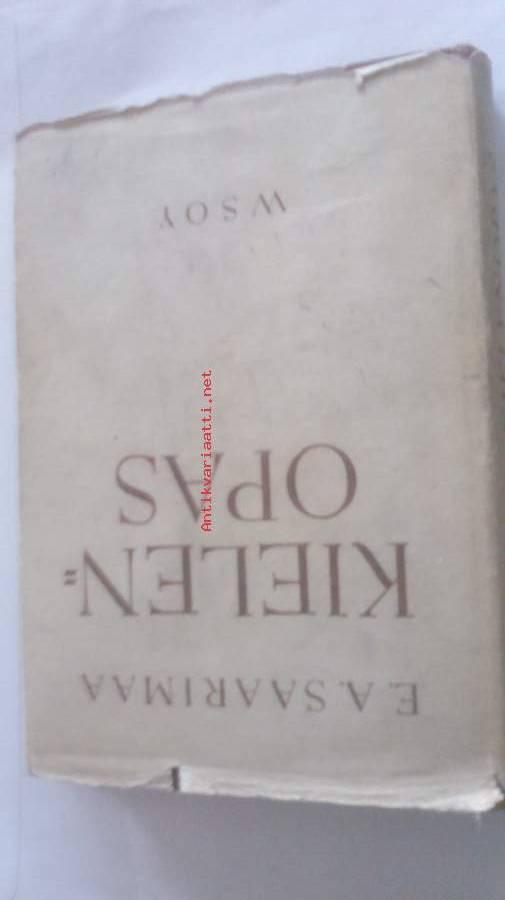 E.A.SAARIMAA
KIELEN=
OPAS
WSOY
Antikvariaatti.net